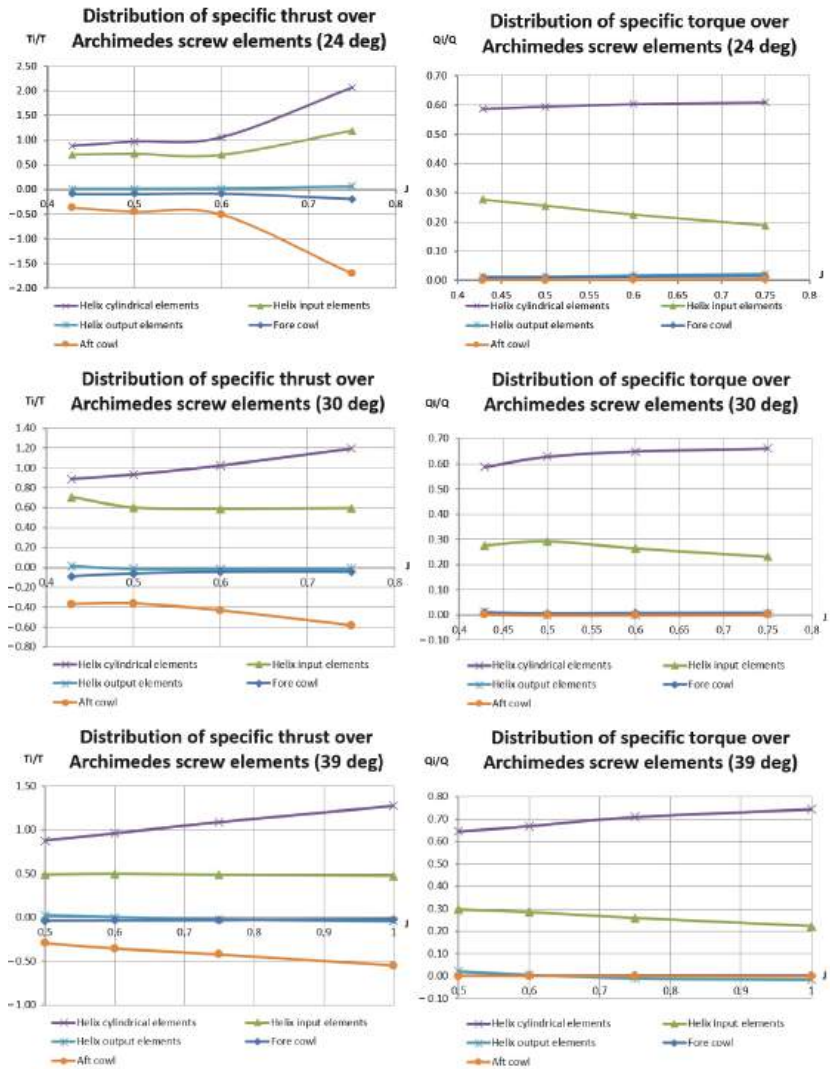 Distribution of specific thrust over
Archimedes screw elements (24 deg)
Ti/T
2.50
2.00
1.50
1.00
0.50
0.00
−0.50
−1.00
−1.50
−2.00
0,4
0,5
0,6
0,7
0,8
J
Helix cylindrical elements
Helix input elements
Helix output elements
Fore cowl
Aft cowl
Distribution of specific torque over
Archimedes screw elements (24 deg)
Qi/Q
0.70
0.60
0.50
0.40
0.30
0.20
0.10
0.00
0.4 0,45 0,5 0,55 0,6 0,65 0,7 0,75 0,8
J
Helix cylindrical elements
Helix input elements
Helix output elements
Fore cowl
Aft cowl
Distribution of specific thrust over
Archimedes screw elements (30 deg)
Ti/T
1.40
1.20
1.00
0.80
0.60
0.40
0.20
0.00
−0.20
−0.40
−0.60
−0.80
0,4
0,5
0,6
0,7
0,8
J
Helix cylindrical elements
Helix input elements
Helix output elements
Fore cowl
Aft cowl
Distribution of specific torque over
Archimedes screw elements (30 deg)
Qi/Q
0.70
0.60
0.50
0.40
0.30
0.20
0.10
0.00
−0.10
0,4 0,45 0,5 0,55 0,6 0,65 0,7 0,75 0,8
J
Helix cylindrical elements
Helix input elements
Helix output elements
Fore cowl
Aft cowl
Distribution of specific thrust over
Archimedes screw elements (39 deg)
Ti/T
1.50
1.00
0.50
0.00
−0.50
−1.00
0,5 0,6 0,7 0,8 0,9 1
J
Helix cylindrical elements
Helix input elements
Helix output elements
Fore cowl
Aft cowl
Distribution of specific torque over
Archimedes screw elements (39 deg)
Qi/Q
0.80
0.70
0.60
0.50
0.40
0.30
0.20
0.10
0.00
−0.10
0,5 0,6 0,7 0,8 0,9 1
J
Helix cylindrical elements
Helix input elements
Helix output elements
Fore cowl
Aft cowl